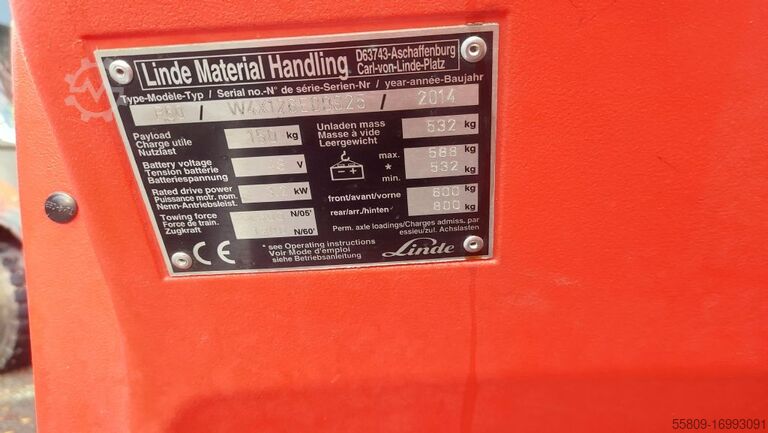 Linde Material Handling
D63743-Aschaffenburg
Carl-von-Linde-Platz
Type-Modèle-Typ / Serial no.-N° de série-Serien-Nr / year-année-Baujahr
/ / 2014
Payload
Charge utile
Nutzlast
150 kg
Unladen mass
Masse à vide
Leergewicht
532 kg
Battery voltage
Tension batterie
Batteriespannung
V
- +
max. 588 kg
*
min. 532 kg
Rated drive power
Puissance motr. nom.
Nenn-Antriebsleist.
kW
front/avant/vorne 800 kg
rear/arr./hinten 800 kg
Towing force
Force de train.
Zugkraft
N/05'
N/60'
Perm. axle loadings/Charges admiss. par
essieu/zul. Achslasten
CE
* see Operating instructions
Voir Mode d'emploi
siehe Betriebsanleitung
Linde
55809-16993091